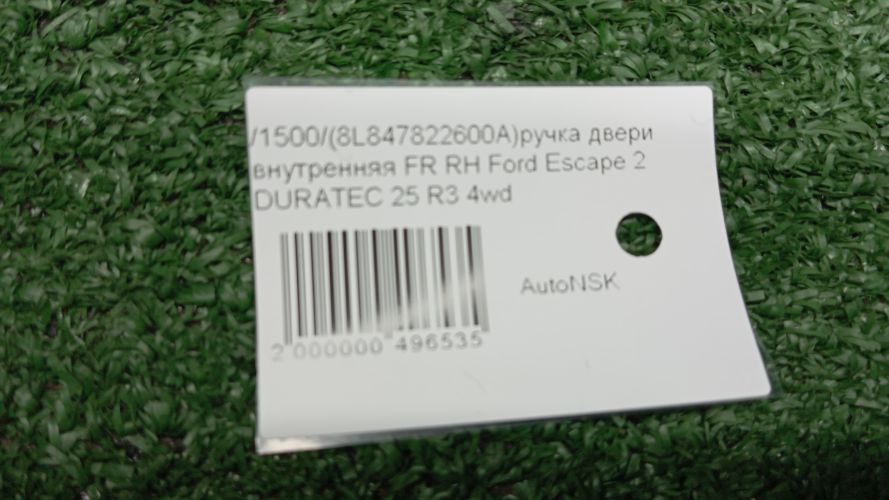 /1500/(8L847822600A)ручка двери
внутренняя FR RH Ford Escape 2
DURATEC 25 R3 4wd
AutoNSK
2 000000 496535